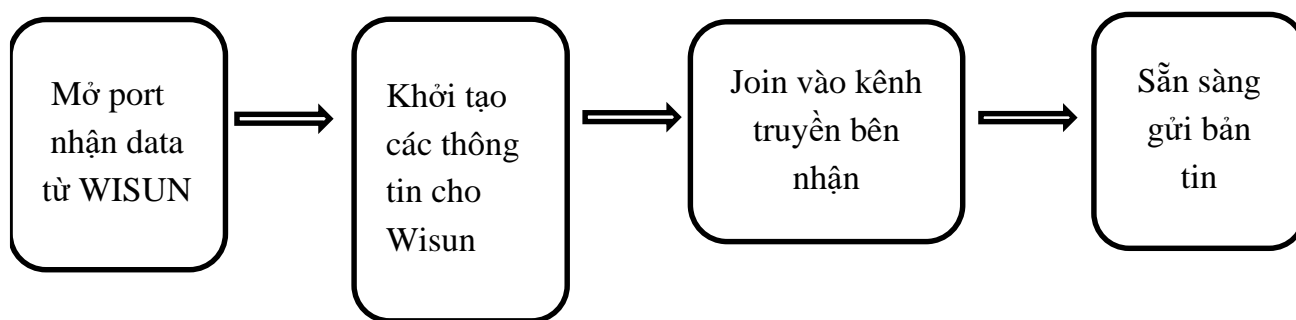 Mở port
nhận data
từ WISUN
Khởi tạo
các thông
tin cho
Wisun
Join vào kênh
truyền bên
nhận
Sẵn sàng
gửi bản
tin